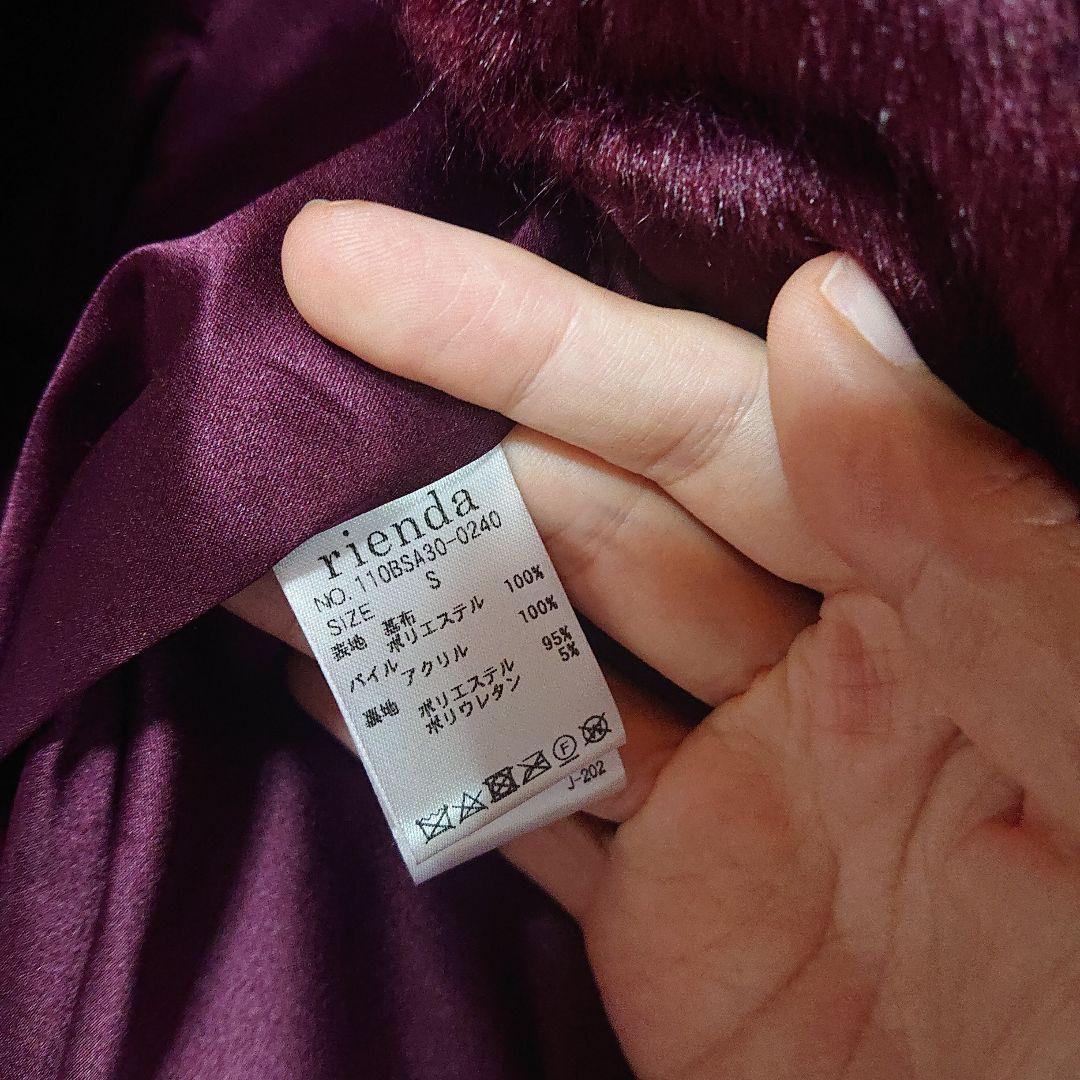 rienda
NO.110BSA30-0240
SIZE S
表地 基布
ポリエステル 100%
パイル
アクリル 100%
裏地 ポリエステル 95%
ポリウレタン 5%
F
J-202